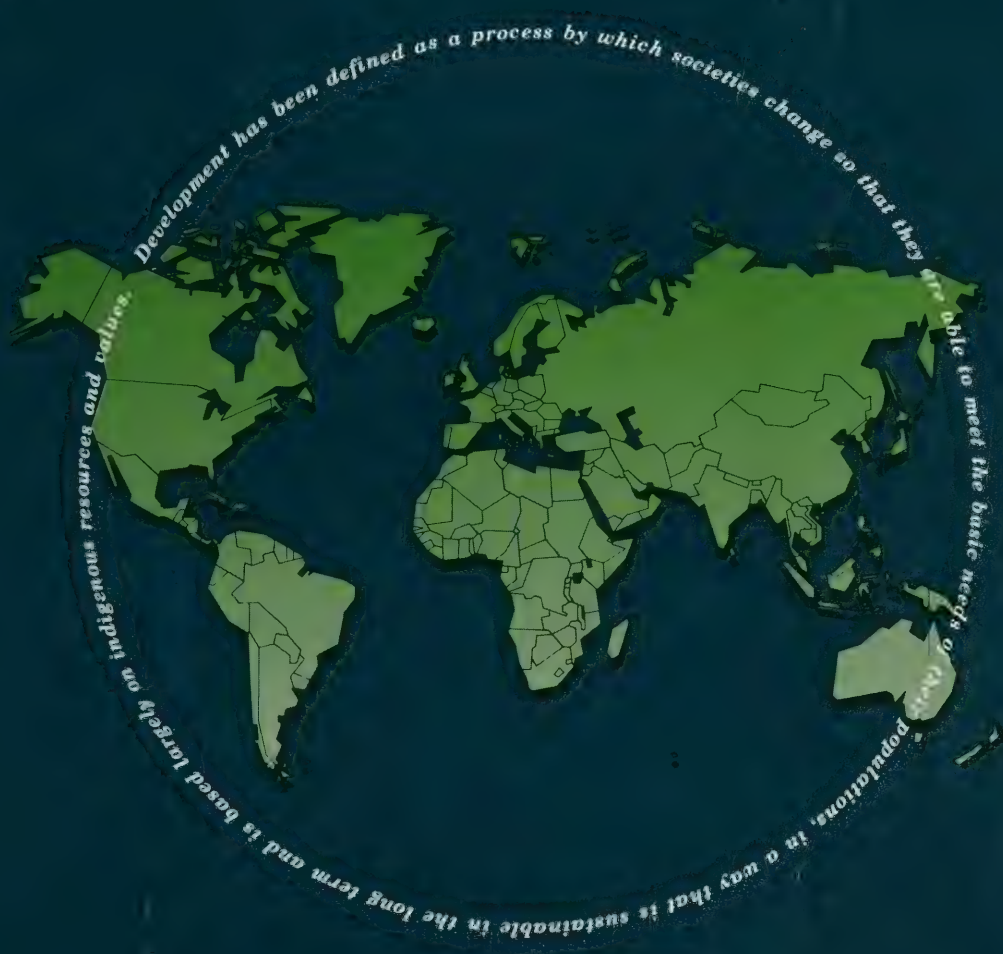 Development has been defined as a process by which societies change so that they are able to meet the basic needs of their populations, in a way that is sustainable in the long term and is based largely on indigenous resources and values.